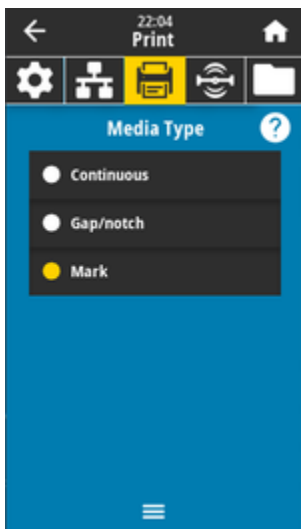 22:04
Print
Media Type
?
Continuous
Gap/notch
Mark